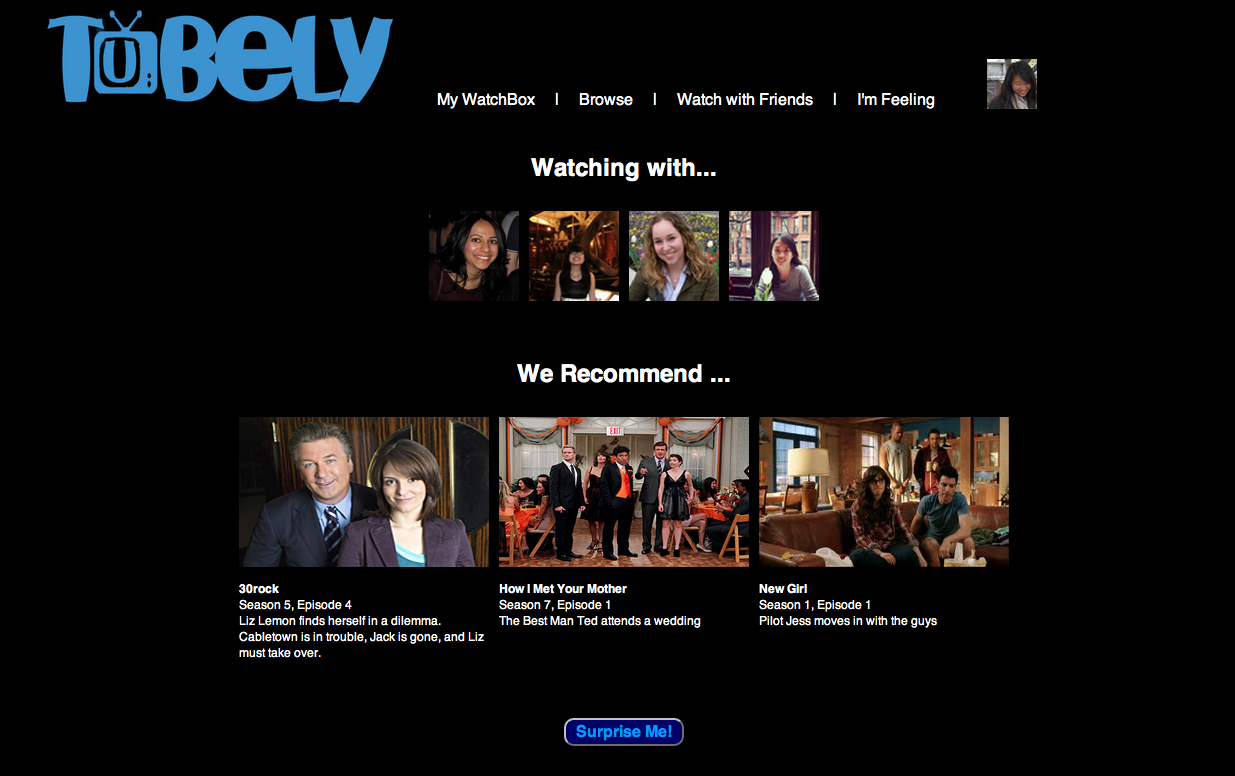 TUBELY
My WatchBox | Browse | Watch with Friends | I'm Feeling
Watching with...
We Recommend ...
EXIT
30rock
Season 5, Episode 4
Liz Lemon finds herself in a dilemma.
Cabletown is in trouble, Jack is gone, and Liz
must take over.
How I Met Your Mother
Season 7, Episode 1
The Best Man Ted attends a wedding
New Girl
Season 1, Episode 1
Pilot Jess moves in with the guys
Surprise Me!